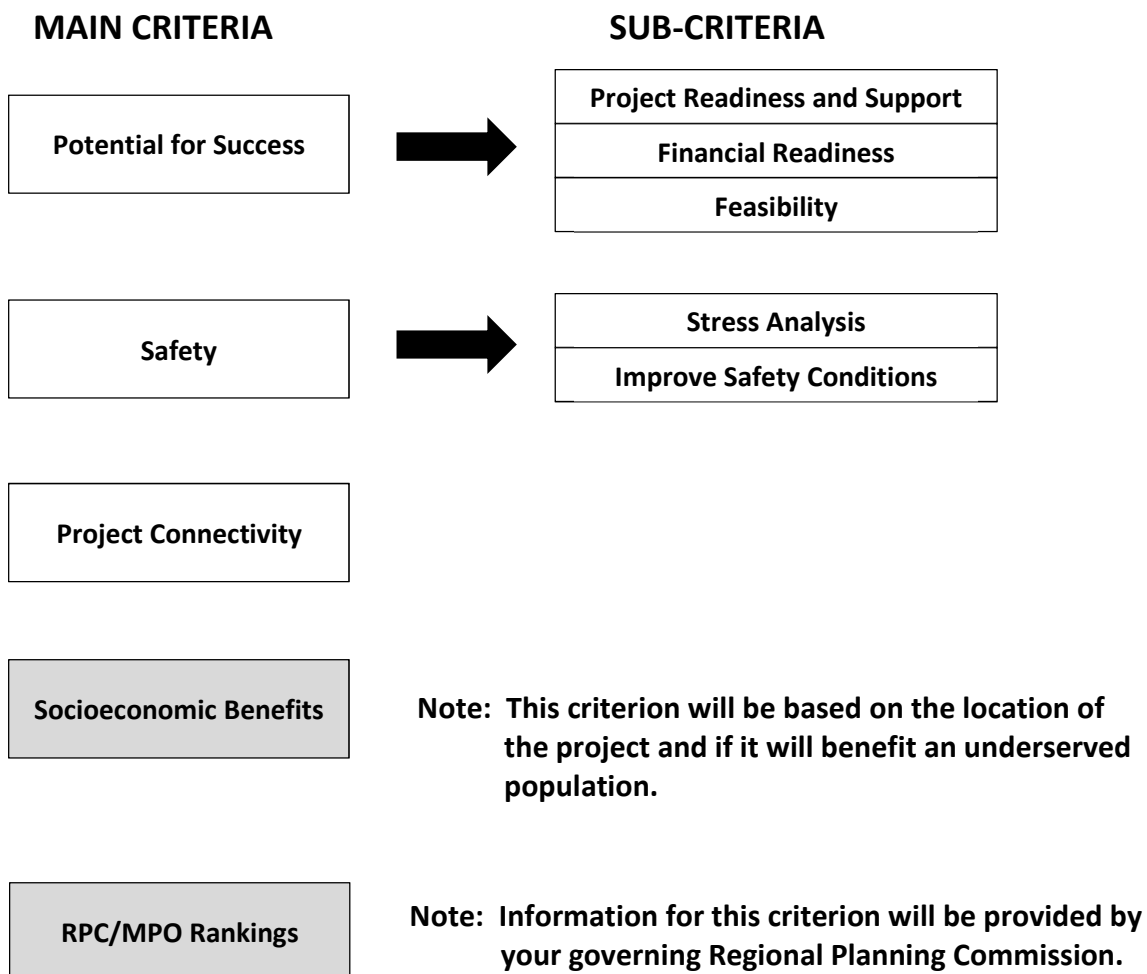 MAIN CRITERIA
SUB-CRITERIA
Potential for Success
Project Readiness and Support
Financial Readiness
Feasibility
Safety
Stress Analysis
Improve Safety Conditions
Project Connectivity
Socioeconomic Benefits
Note: This criterion will be based on the location of
the project and if it will benefit an underserved
population.
RPC/MPO Rankings
Note: Information for this criterion will be provided by
your governing Regional Planning Commission.